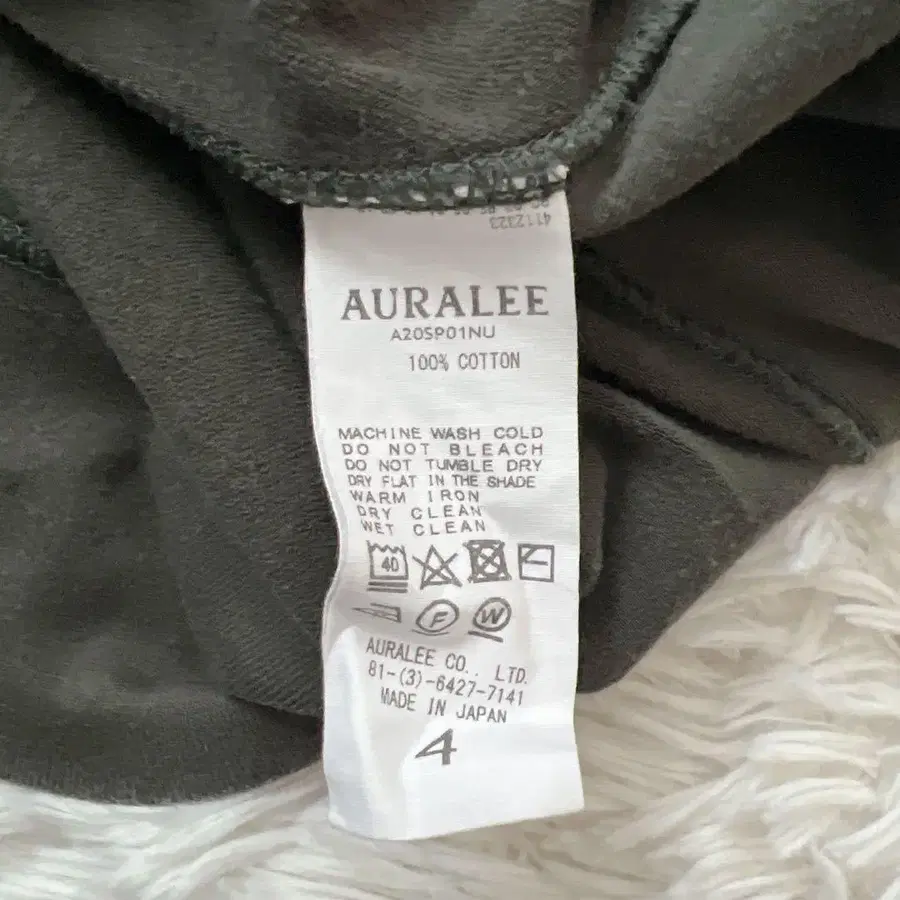 4112323
AURALEE
A20SP01NU
100% COTTON
MACHINE WASH COLD
DO NOT BLEACH
DO NOT TUMBLE DRY
DRY FLAT IN THE SHADE
WARM IRON
DRY CLEAN
WET CLEAN
40
F W
AURALEE CO., LTD.
81-(3)-6427-7141
MADE IN JAPAN
4